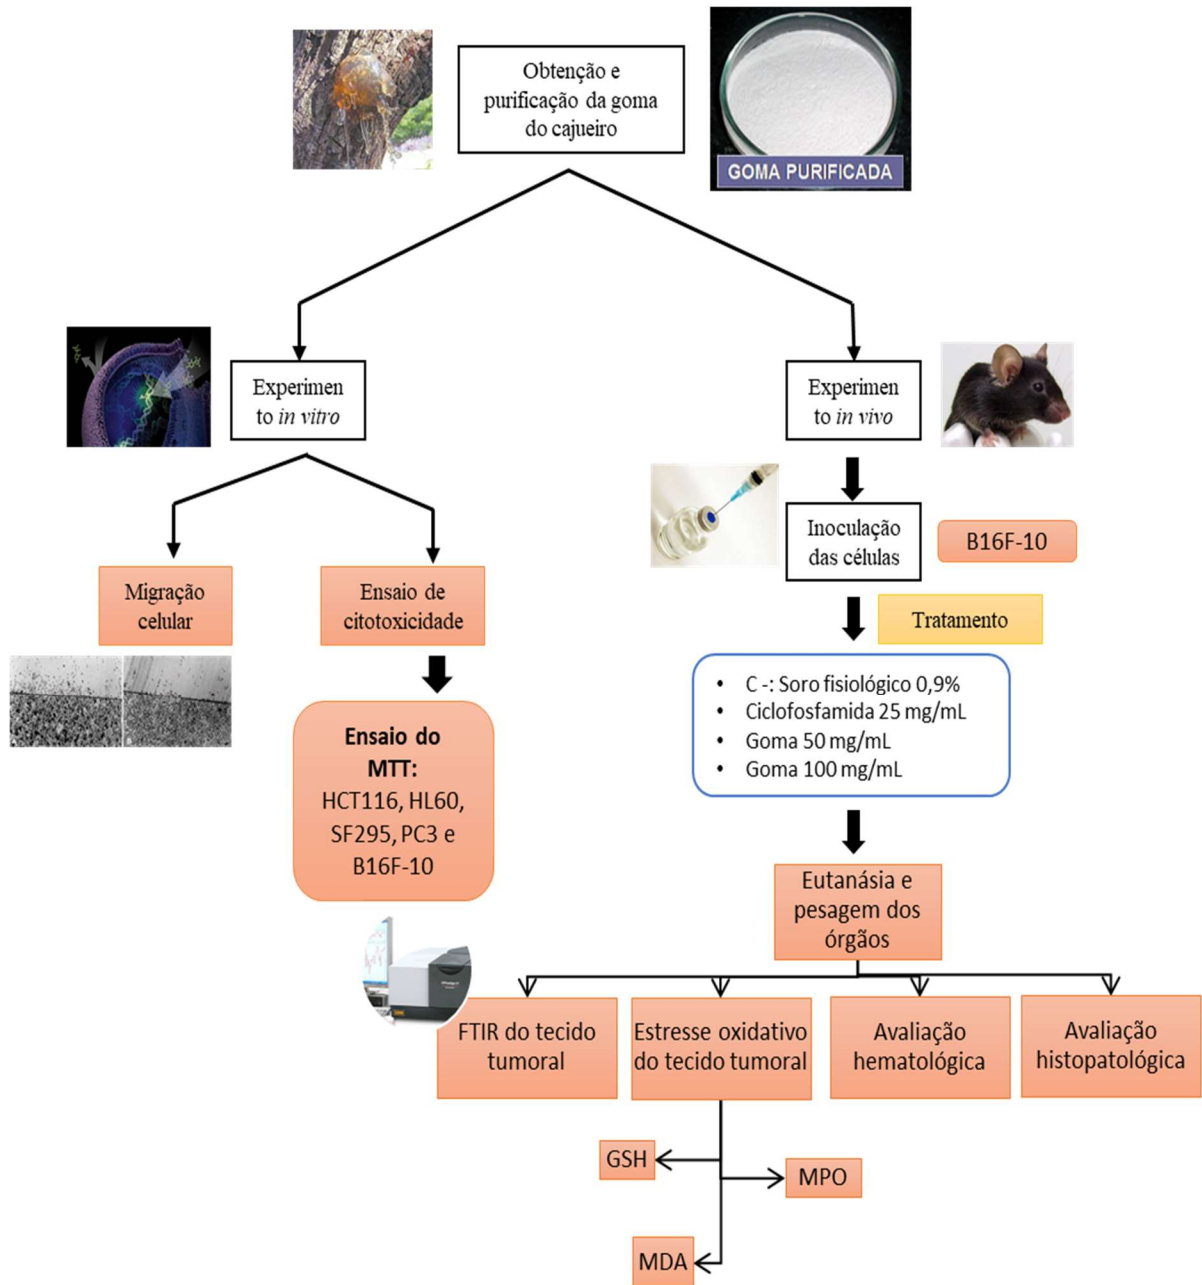 Obtenção e
purificação da goma
do cajueiro
GOMA PURIFICADA
Experimen
to in vitro
Experimen
to in vivo
Inoculação
das células
B16F-10
Migração
celular
Ensaio de
citotoxicidade
Tratamento
• C -: Soro fisiológico 0,9%
• Ciclofosfamida 25 mg/mL
• Goma 50 mg/mL
• Goma 100 mg/mL
Ensaio do
MTT:
HCT116, HL60,
SF295, PC3 e
B16F-10
Eutanásia e
pesagem dos
órgãos
FTIR do tecido
tumoral
Estresse oxidativo
do tecido tumoral
Avaliação
hematológica
Avaliação
histopatológica
GSH
MPO
MDA